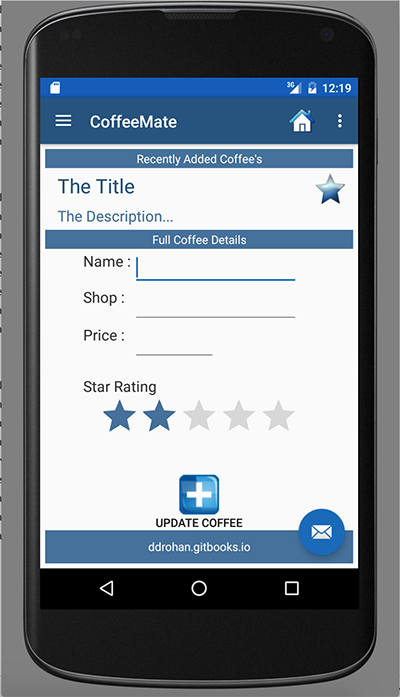 3G 12:19
CoffeeMate
Recently Added Coffee's
The Title
The Description...
Full Coffee Details
Name :
Shop :
Price :
Star Rating
UPDATE COFFEE
ddrohan.gitbooks.io